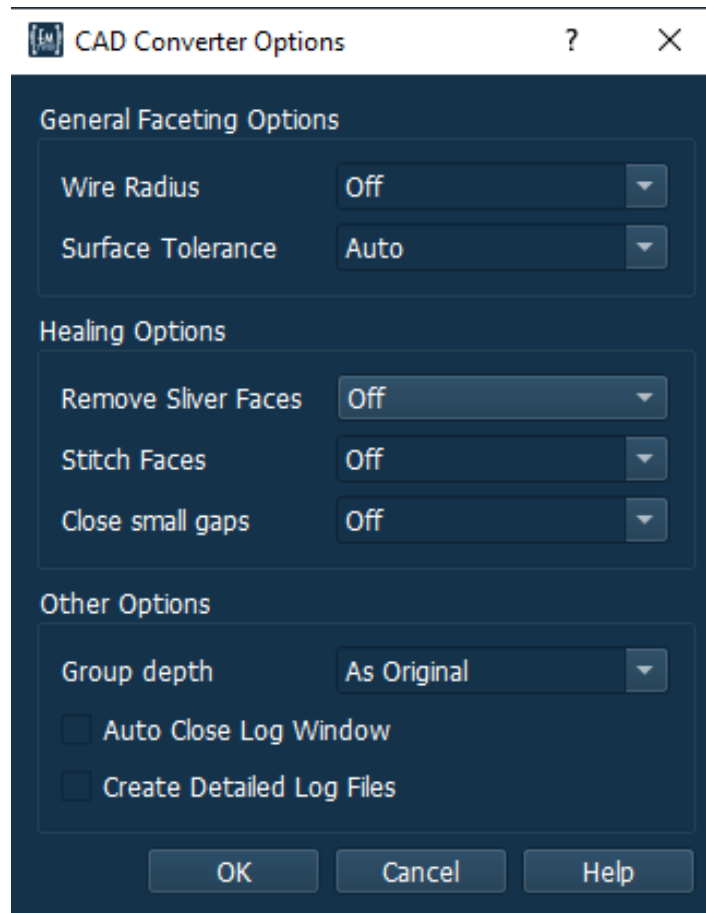 CAD Converter Options ?
General Faceting Options
Wire Radius Off
Surface Tolerance Auto
Healing Options
Remove Sliver Faces Off
Stitch Faces Off
Close small gaps Off
Other Options
Group depth As Original
Auto Close Log Window
Create Detailed Log Files
OK Cancel Help